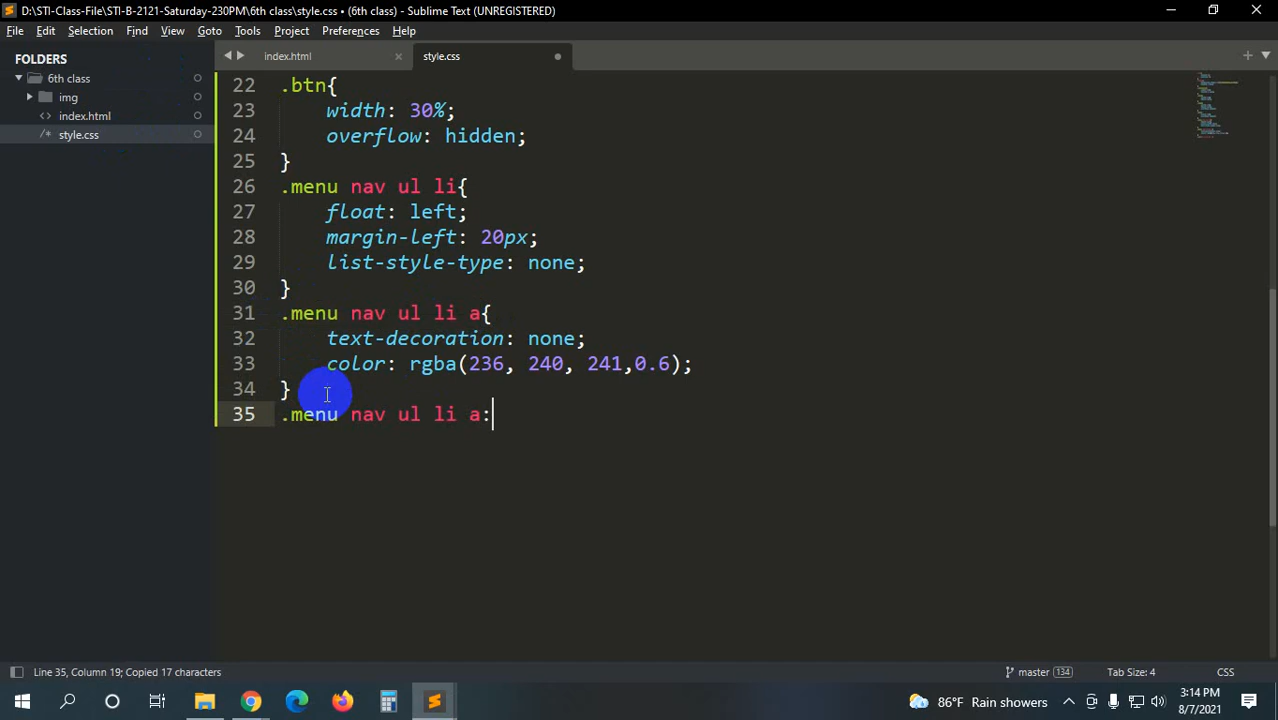 D:\STI-Class-File\STI-B-2121-Saturday-230PM\6th class\style.css • (6th class) - Sublime Text (UNREGISTERED)
File Edit Selection Find View Goto Tools Project Preferences Help
FOLDERS
6th class
img
index.html
style.css
index.html
style.css
22 .btn{
23 width: 30%;
24 overflow: hidden;
25 }
26 .menu nav ul li{
27 float: left;
28 margin-left: 20px;
29 list-style-type: none;
30 }
31 .menu nav ul li a{
32 text-decoration: none;
33 color: rgba(236, 240, 241,0.6);
34 }
35 .menu nav ul li a:
Line 35, Column 19; Copied 17 characters
master 134
Tab Size: 4
CSS
86°F Rain showers
3:14 PM
8/7/2021